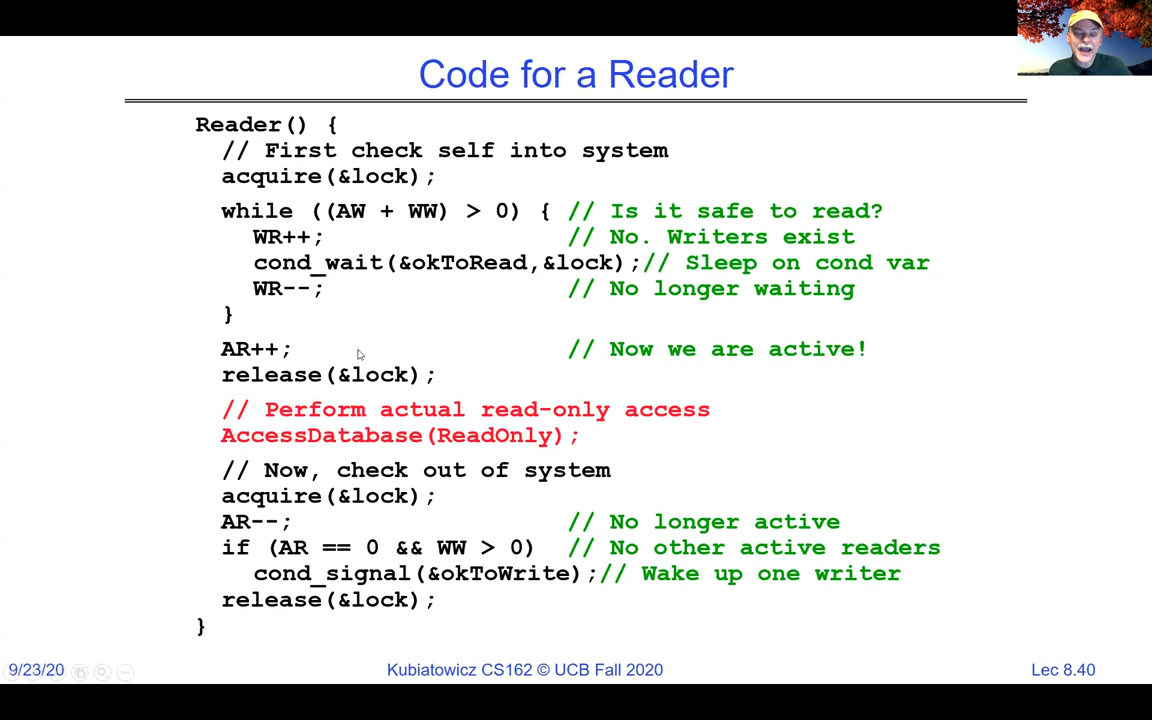 Code for a Reader
Reader() {
// First check self into system
acquire(&lock);
while ((AW + WW) > 0) { // Is it safe to read?
WR++; // No. Writers exist
cond_wait(&okToRead,&lock);// Sleep on cond var
WR--; // No longer waiting
}
AR++; // Now we are active!
release(&lock);
// Perform actual read-only access
AccessDatabase(ReadOnly);
// Now, check out of system
acquire(&lock);
AR--; // No longer active
if (AR == 0 && WW > 0) // No other active readers
cond_signal(&okToWrite);// Wake up one writer
release(&lock);
}
9/23/20 Kubiatowicz CS162 © UCB Fall 2020 Lec 8.40